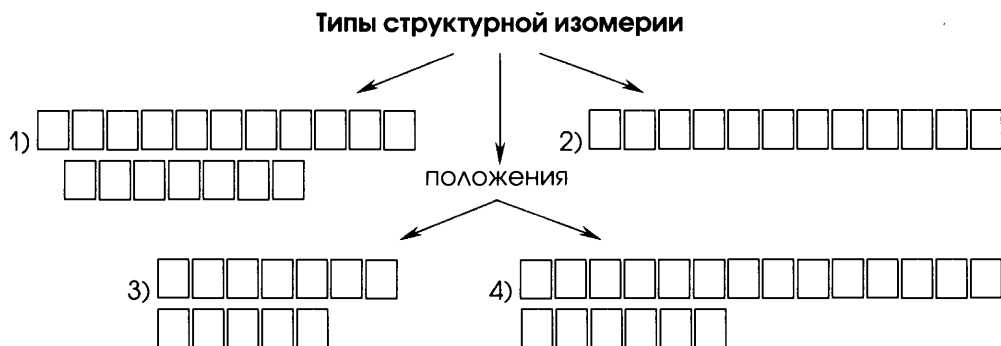 Типы структурной изомерии
1)
2)
положения
3)
4)